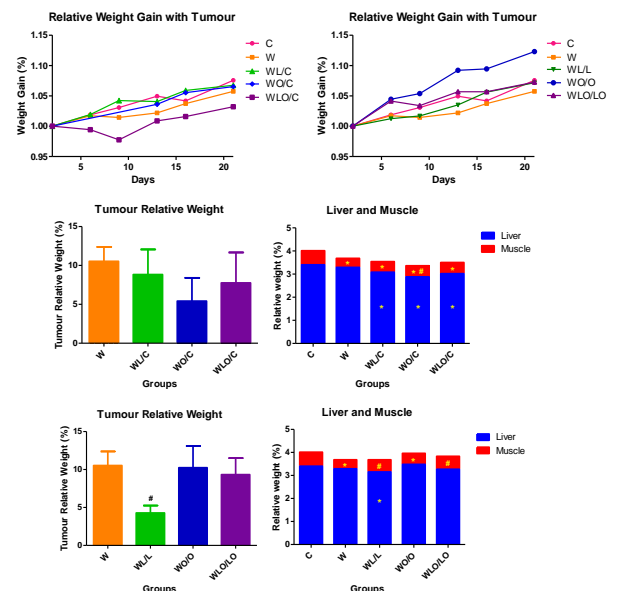 Relative Weight Gain with Tumour
Weight Gain (%)
1.15
1.10
1.05
1.00
0.95
5
10
15
20
Days
C
W
WL/C
WO/C
WLO/C
Relative Weight Gain with Tumour
Weight Gain (%)
1.15
1.10
1.05
1.00
0.95
5
10
15
20
Days
C
W
WL/L
WO/O
WLO/LO
Tumour Relative Weight
Tumour Relative Weight (%)
15
10
5
0
W
WL/C
WO/C
WLO/C
Groups
Liver and Muscle
Relative weight (%)
5
4
3
2
1
0
* * * # *
* * *
C
W
WL/C
WO/C
WLO/C
Groups
Liver
Muscle
Tumour Relative Weight
Tumour Relative Weight (%)
15
10
5
0
#
W
WL/L
WO/O
WLO/LO
Groups
Liver and Muscle
Relative weight (%)
5
4
3
2
1
0
* # * #
*
C
W
WL/L
WO/O
WLO/LO
Groups
Liver
Muscle